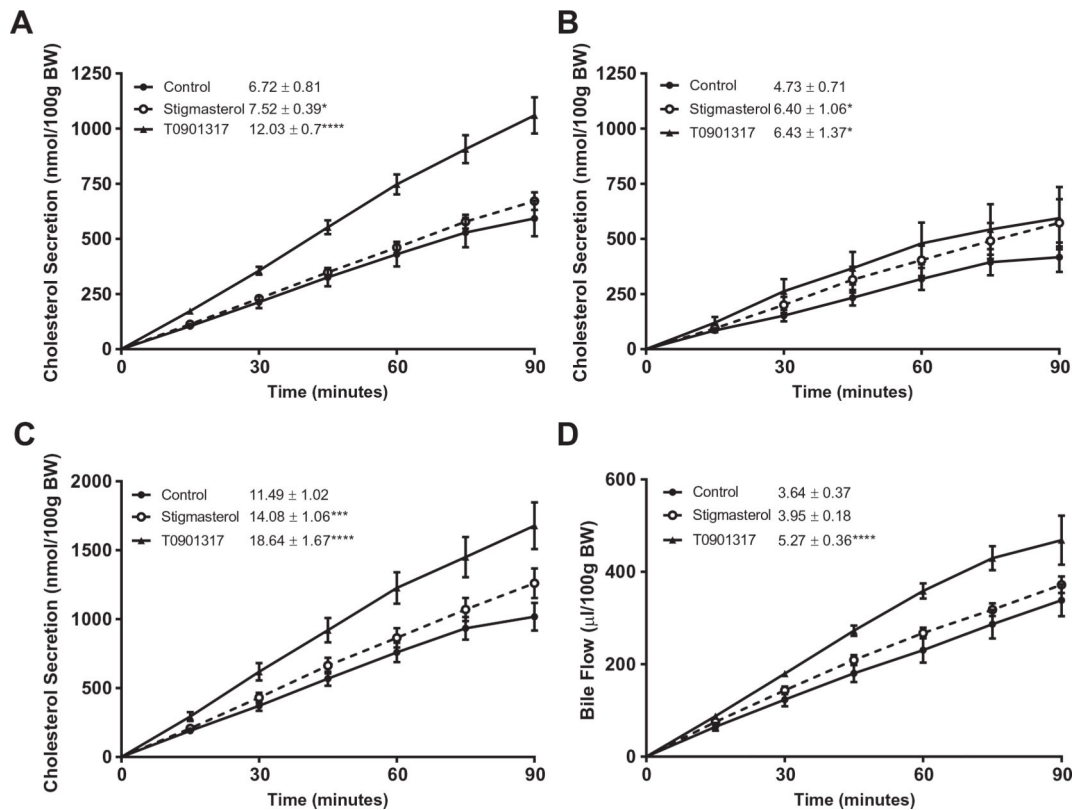 A
Cholesterol Secretion (nmol/100g BW)
1250
1000
750
500
250
0
Control 6.72 ± 0.81
Stigmasterol 7.52 ± 0.39*
T0901317 12.03 ± 0.7****
0 30 60 90
Time (minutes)
B
Cholesterol Secretion (nmol/100g BW)
1250
1000
750
500
250
0
Control 4.73 ± 0.71
Stigmasterol 6.40 ± 1.06*
T0901317 6.43 ± 1.37*
0 30 60 90
Time (minutes)
C
Cholesterol Secretion (nmol/100g BW)
2000
1500
1000
500
0
Control 11.49 ± 1.02
Stigmasterol 14.08 ± 1.06***
T0901317 18.64 ± 1.67****
0 30 60 90
Time (minutes)
D
Bile Flow (µl/100g BW)
600
400
200
0
Control 3.64 ± 0.37
Stigmasterol 3.95 ± 0.18
T0901317 5.27 ± 0.36****
0 30 60 90
Time (minutes)